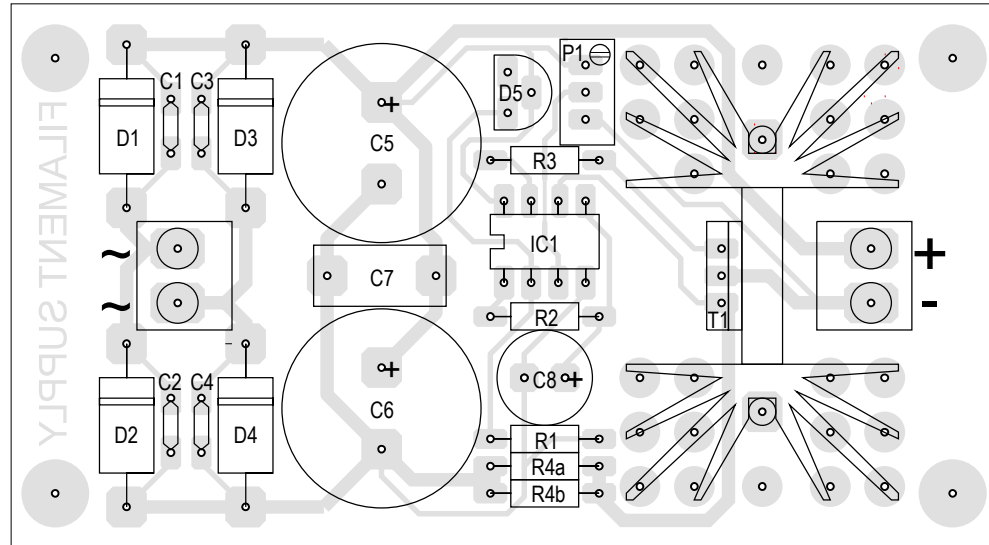 FILAMENT SUPPLY
C1
C3
D1
D3
C5
D5
P1
R3
IC1
~
~
C7
T1
+
-
R2
C8
+
C2
C4
D2
D4
C6
+
R1
R4a
R4b
+